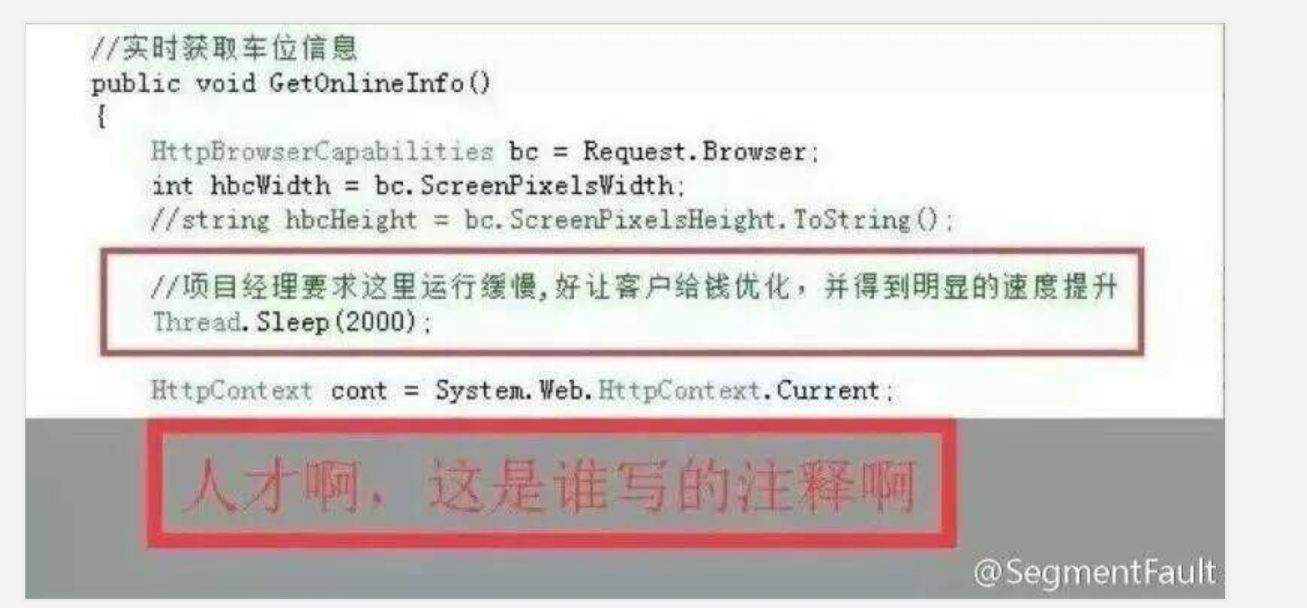 //实时获取车位信息
public void GetOnlineInfo()
{
HttpBrowserCapabilities bc = Request.Browser;
int hbcWidth = bc.ScreenPixelsWidth;
//string hbcHeight = bc.ScreenPixelsHeight.ToString();
//项目经理要求这里运行缓慢,好让客户给钱优化，并得到明显的速度提升
Thread.Sleep(2000);
HttpContext cont = System.Web.HttpContext.Current;
人才啊，这是谁写的注释啊
@SegmentFault